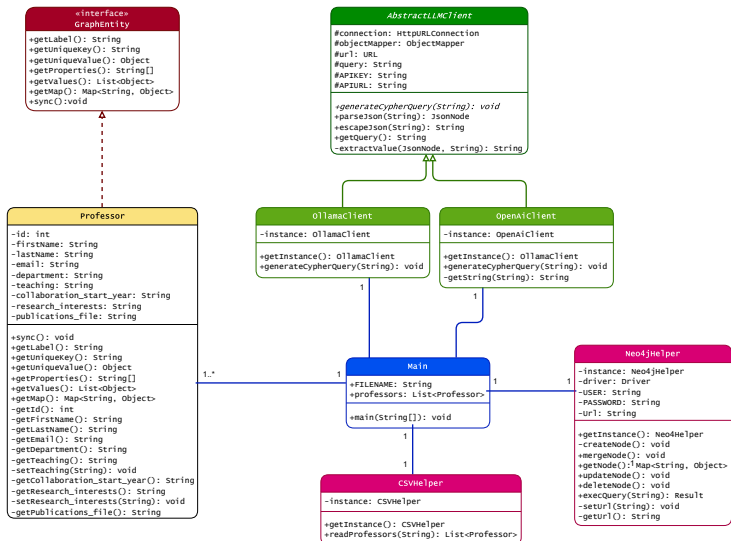 «interface»
GraphEntity
+getLabel(): String
+getUniqueKey(): String
+getUniqueValue(): Object
+getProperties(): String[]
+getValues(): List<Object>
+getMap(): Map<String, Object>
+sync():void
AbstractLLMClient
#connection: HttpURLConnection
#objectMapper: ObjectMapper
#url: URL
#query: String
#APIKEY: String
#APIURL: String
+generateCypherQuery(String): void
+parseJson(String): JsonNode
+escapeJson(String): String
+getQuery(): String
-extractValue(JsonNode, String): String
Professor
-id: int
-firstName: String
-lastName: String
-email: String
-department: String
-teaching: String
-collaboration_start_year: String
-research_interests: String
-publications_file: String
+sync(): void
+getLabel(): String
+getUniqueKey(): String
+getUniqueValue(): Object
+getProperties(): String[]
+getValues(): List<Object>
+getMap(): Map<String, Object>
-getId(): int
-getFirstName(): String
-getLastName(): String
-getEmail(): String
-getDepartment(): String
-getTeaching(): String
-setTeaching(String): void
-getCollaboration_start_year(): String
-getResearch_interests(): String
-setResearch_interests(String): void
-getPublications_file(): String
OllamaClient
-instance: OllamaClient
+getInstance(): OllamaClient
+generateCypherQuery(String): void
OpenAiClient
-instance: OpenAiClient
+getInstance(): OllamaClient
+generateCypherQuery(String): void
-getString(String): String
1
1
1..*
1
Main
+FILENAME: String
+professors: List<Professor>
+main(String[]): void
1
1
Neo4jHelper
-instance: Neo4jHelper
-driver: Driver
-USER: String
-PASSWORD: String
-Url: String
+getInstance(): Neo4Helper
-createNode(): void
+mergeNode(): void
+getNode(): Map<String, Object>
1
+updateNode(): void
+deleteNode(): void
+execQuery(String): Result
-setUrl(String): void
-getUrl(): String
1
1
CSVHelper
-instance: CSVHelper
+getInstance(): CSVHelper
+readProfessors(String): List<Professor>